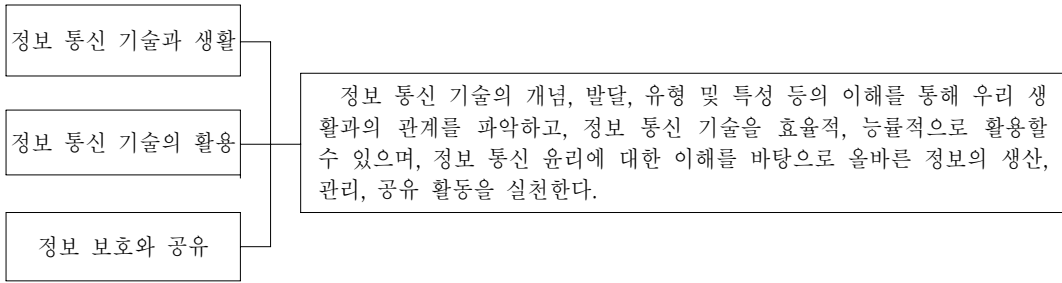 정보 통신 기술과 생활
정보 통신 기술의 활용
정보 보호와 공유
정보 통신 기술의 개념, 발달, 유형 및 특성 등의 이해를 통해 우리 생
활과의 관계를 파악하고, 정보 통신 기술을 효율적, 능률적으로 활용할
수 있으며, 정보 통신 윤리에 대한 이해를 바탕으로 올바른 정보의 생산,
관리, 공유 활동을 실천한다.